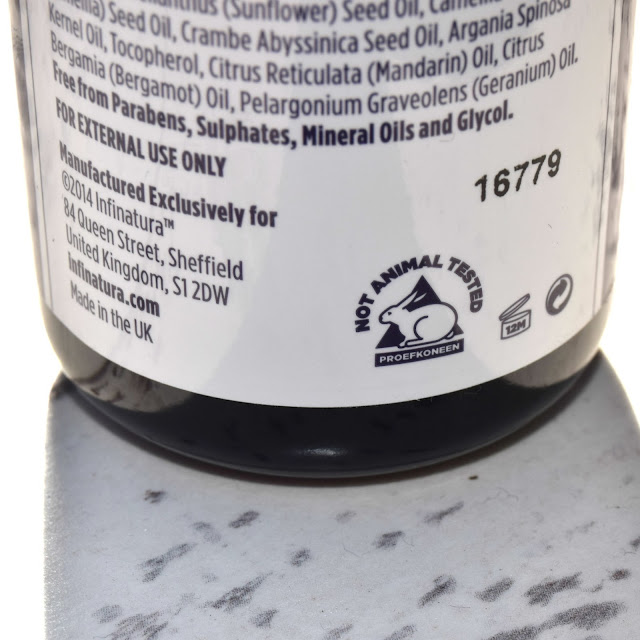 (Sunflower) Seed Oil,
Seed Oil, Crambe Abyssinica Seed Oil, Argania Spinosa
Kernel Oil, Tocopherol, Citrus Reticulata (Mandarin) Oil, Citrus
Bergamia (Bergamot) Oil, Pelargonium Graveolens (Geranium) Oil.
Free from Parabens, Sulphates, Mineral Oils and Glycol.
FOR EXTERNAL USE ONLY
Manufactured Exclusively for
©2014 Infinatura™
84 Queen Street, Sheffield
United Kingdom, S1 2DW
Infinatura.com
Made in the UK
16779
NOT ANIMAL TESTED
PROEFKONEEN
12M